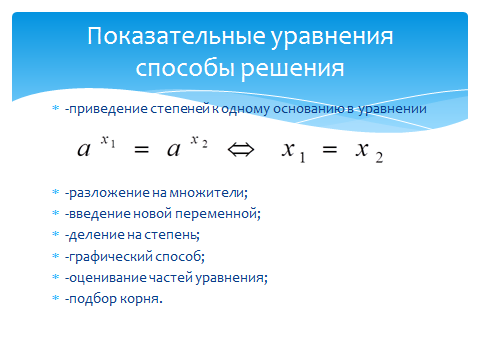 Показательные уравнения
способы решения
-приведение степеней к одному основанию в уравнении
a^{x_1} = a^{x_2} ⇔ x_1 = x_2
-разложение на множители;
-введение новой переменной;
-деление на степень;
-графический способ;
-оценивание частей уравнения;
-подбор корня.